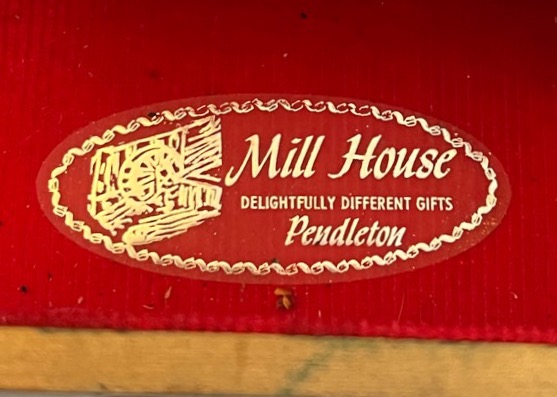 Mill House
DELIGHTFULLY DIFFERENT GIFTS
Pendleton